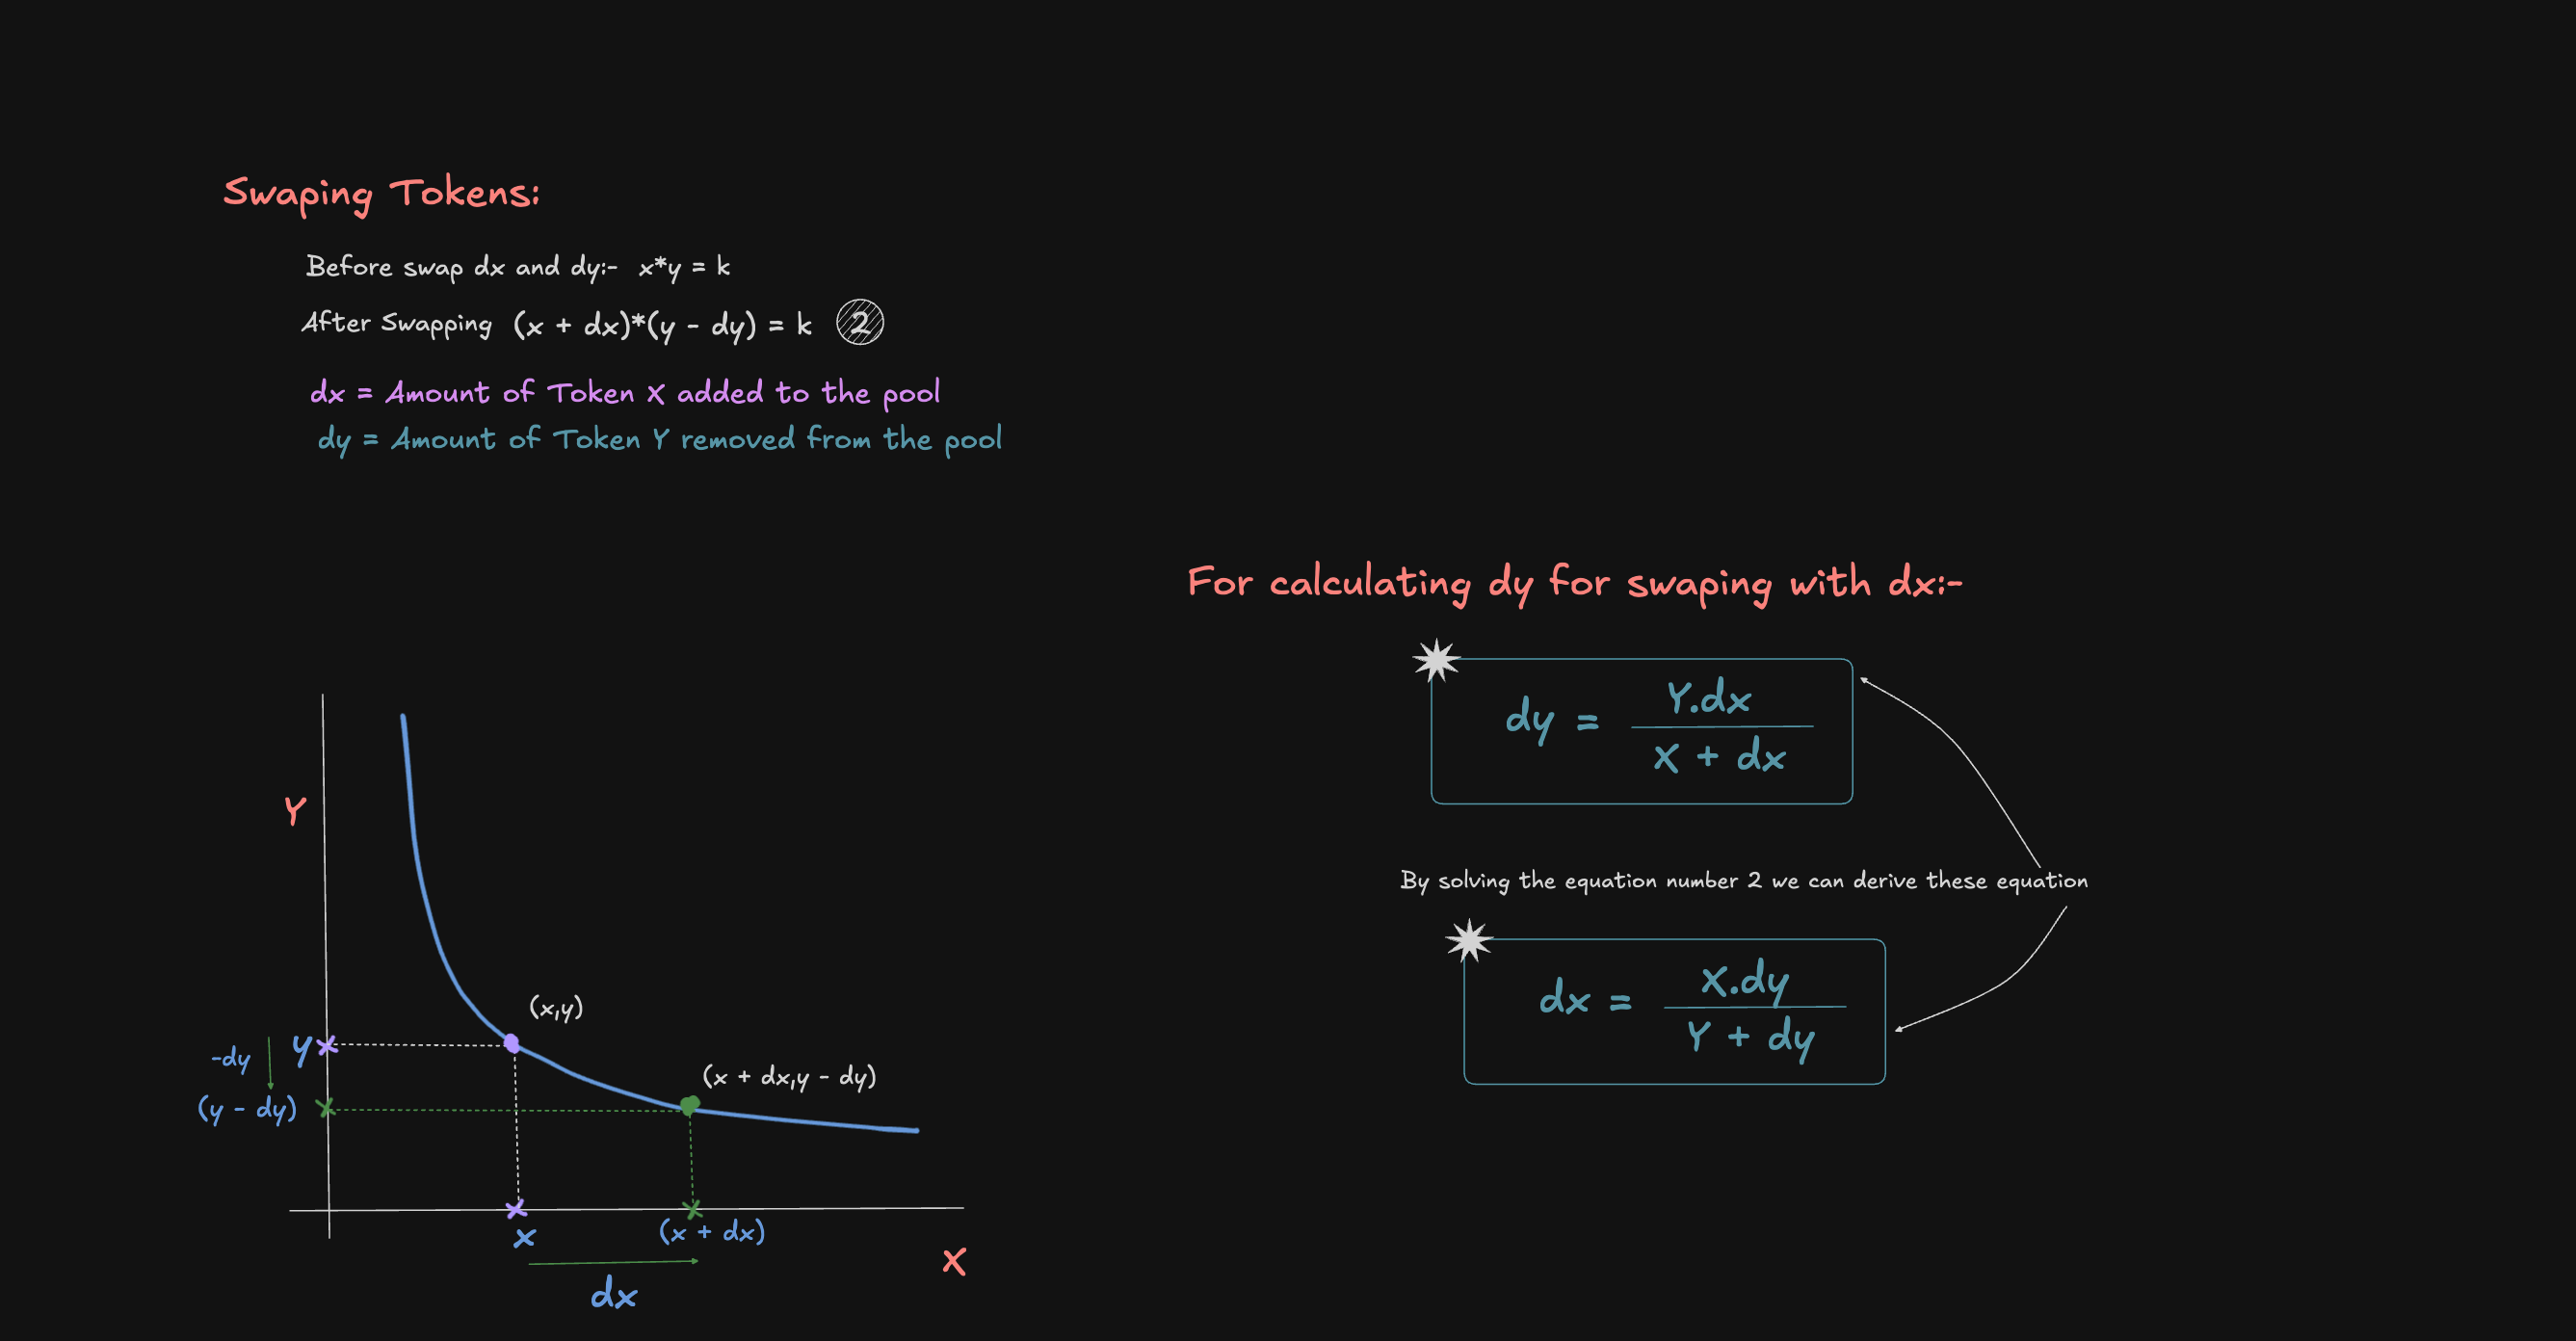 Swaping Tokens:
Before swap dx and dy:- x*y = k
After Swapping (x + dx)*(y - dy) = k 2
dx = Amount of Token X added to the pool
dy = Amount of Token Y removed from the pool
For calculating dy for swaping with dx:-
dy = Y.dx
X + dx
By solving the equation number 2 we can derive these equation
dx = X.dy
Y + dy
Y
(x,y)
-dy
y
(x + dx,y - dy)
(y - dy)
x
(x + dx)
X
dx